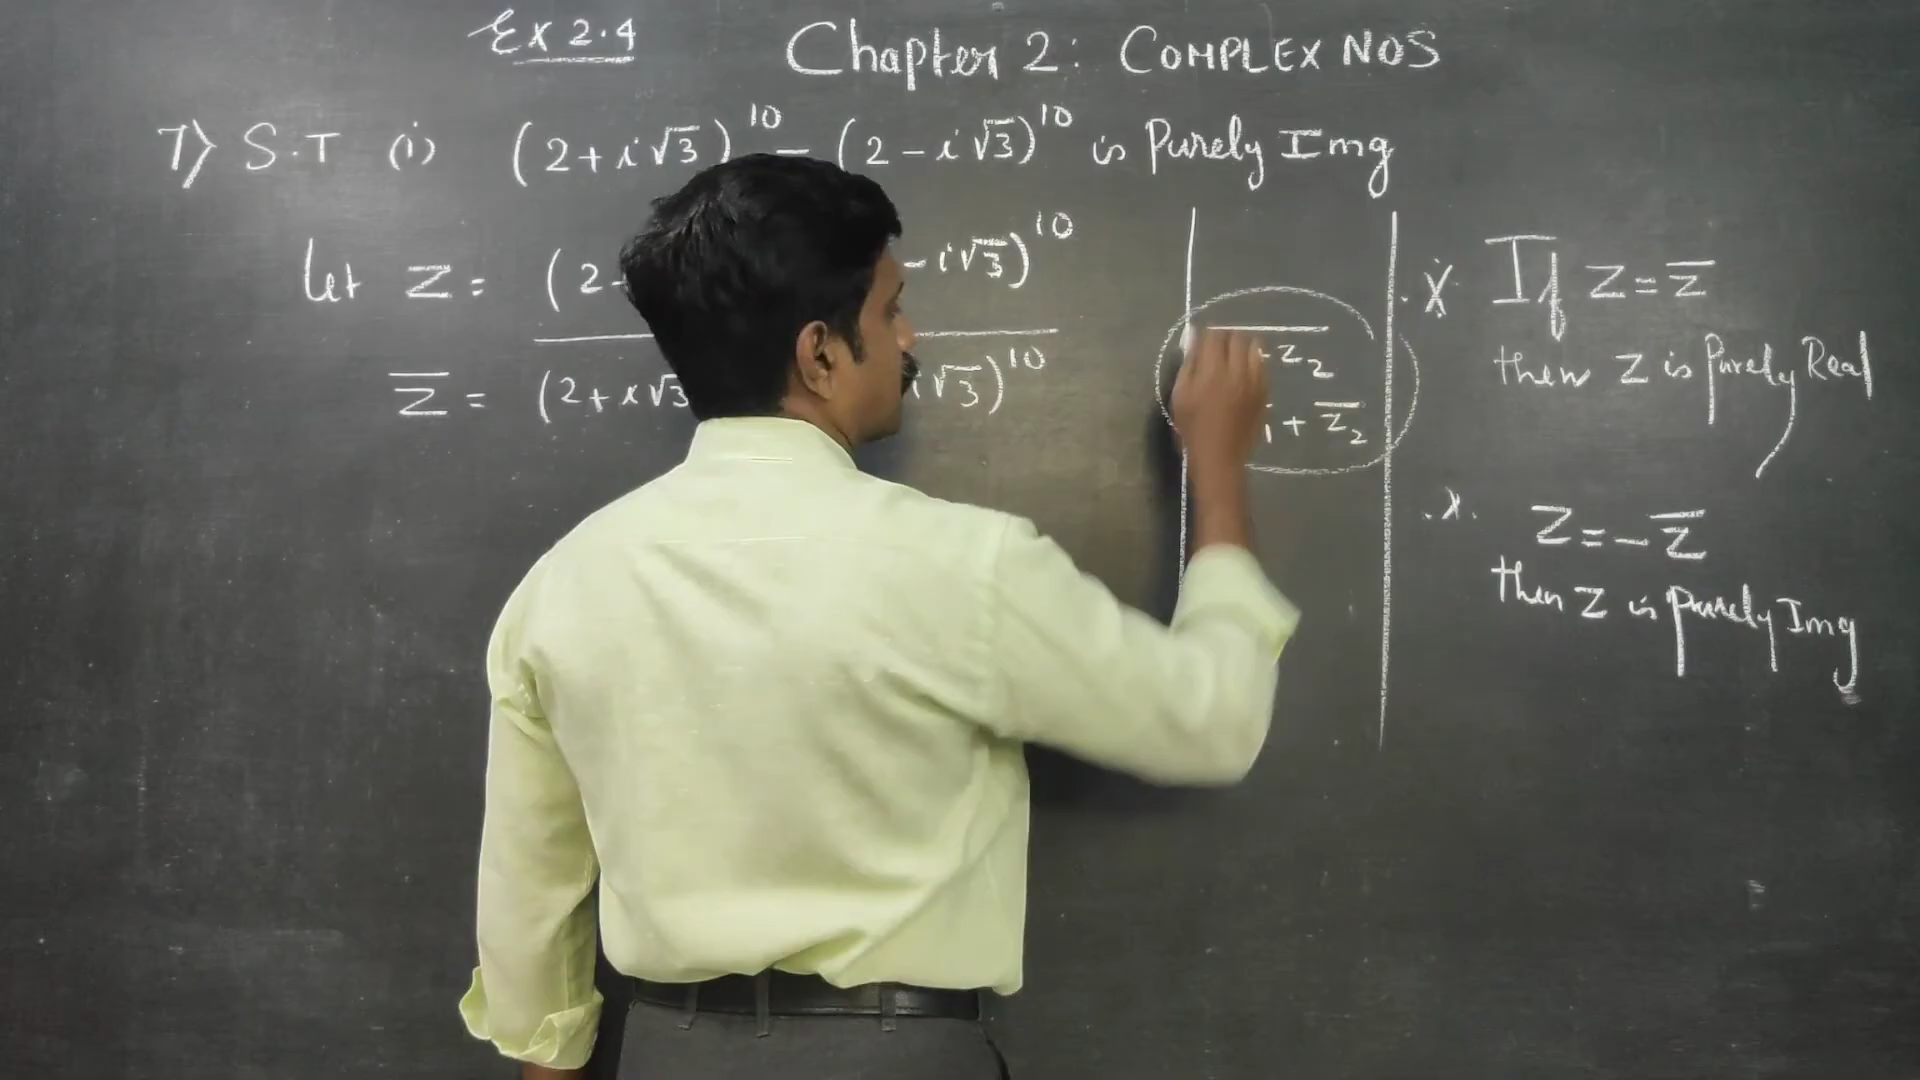 Ex 2.4
Chapter 2: COMPLEX NOS
7) S.T (i) (2+i√3)¹⁰ − (2−i√3)¹⁰ is Purely Img
Let Z = (2- −i√3)¹⁰
Z̅ = (2+i√3 i√3)¹⁰
+Z₂
+ Z̅₂
If Z = Z̅
then Z is Purely Real
Z = −Z̅
then Z is purely Img